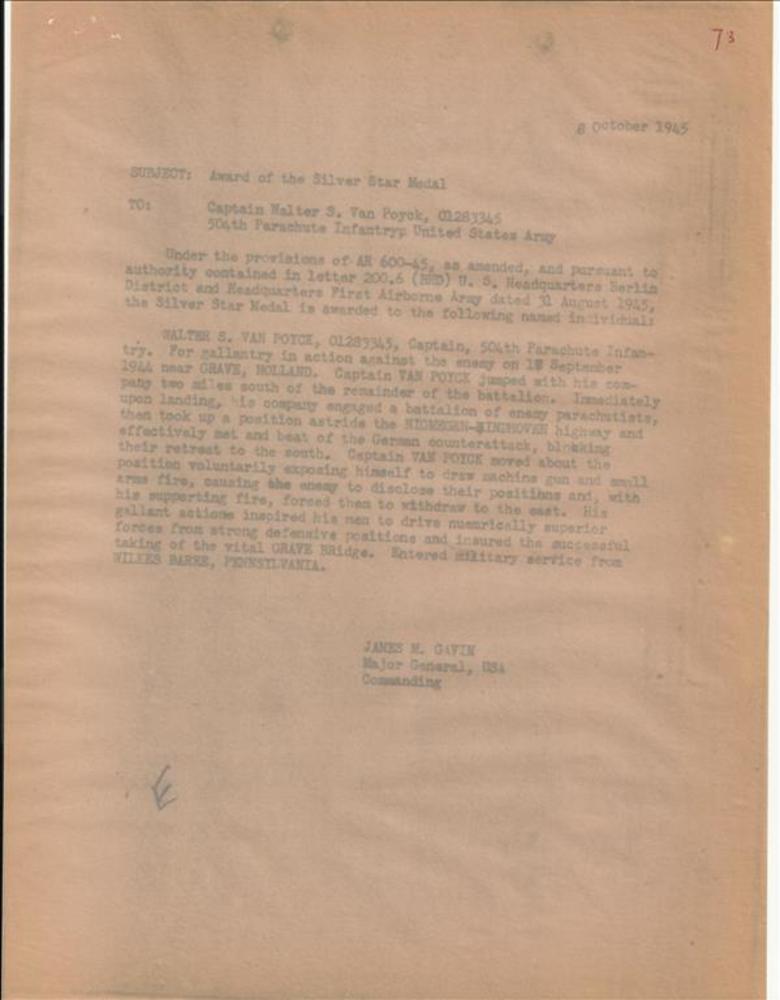 73
8 October 1945
SUBJECT: Award of the Silver Star Medal
TO: Captain Walter S. Van Poyck, 01283345
504th Parachute Infantry, United States Army
Under the provisions of AR 600-45, as amended, and pursuant to
authority contained in letter 200.6 U. S. Headquarters Berlin
District and Headquarters First Airborne Army dated 31 August 1945,
the Silver Star Medal is awarded to the following named individual:
WALTER S. VAN POYCK, 01283345, Captain, 504th Parachute Infan-
try. For gallantry in action against the enemy on September
1944 near GRAVE, HOLLAND. Captain VAN POYCK jumped with his com-
pany two miles south of the remainder of the battalion. Immediately
upon landing, his company engaged a battalion of enemy parachutists,
then took up a position astride the highway and
effectively met and beat of the German counterattack, blocking
their retreat to the south. Captain VAN POYCK moved about the
position voluntarily exposing himself to draw machine gun and small
arms fire, causing the enemy to disclose their positions and, with
his supporting fire, forced them to withdraw to the east. His
gallant actions inspired his men to drive nuemrically superior
forces from strong defensive positions and insured the successful
taking of the vital GRAVE BRidge. Entered military service from
WILKES BARRE, PENNSYLVANIA.
JAMES M. GAVIN
Major General, USA
Commanding